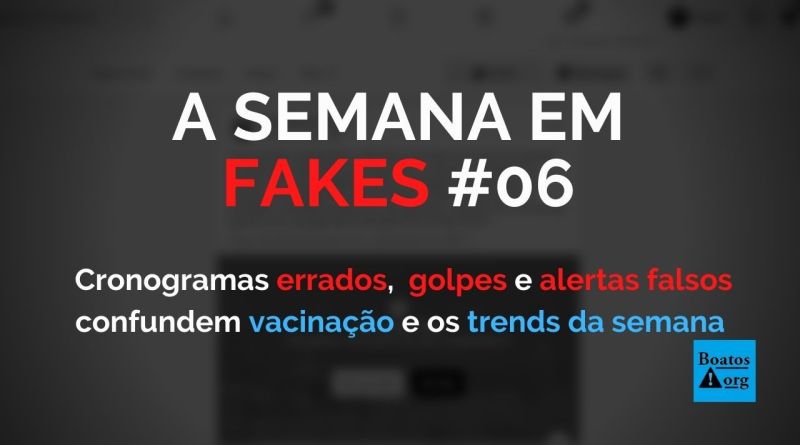 A SEMANA EM
FAKES #06
Cronogramas errados, golpes e alertas falsos
confundem vacinação e os trends da semana
Boatos
.org